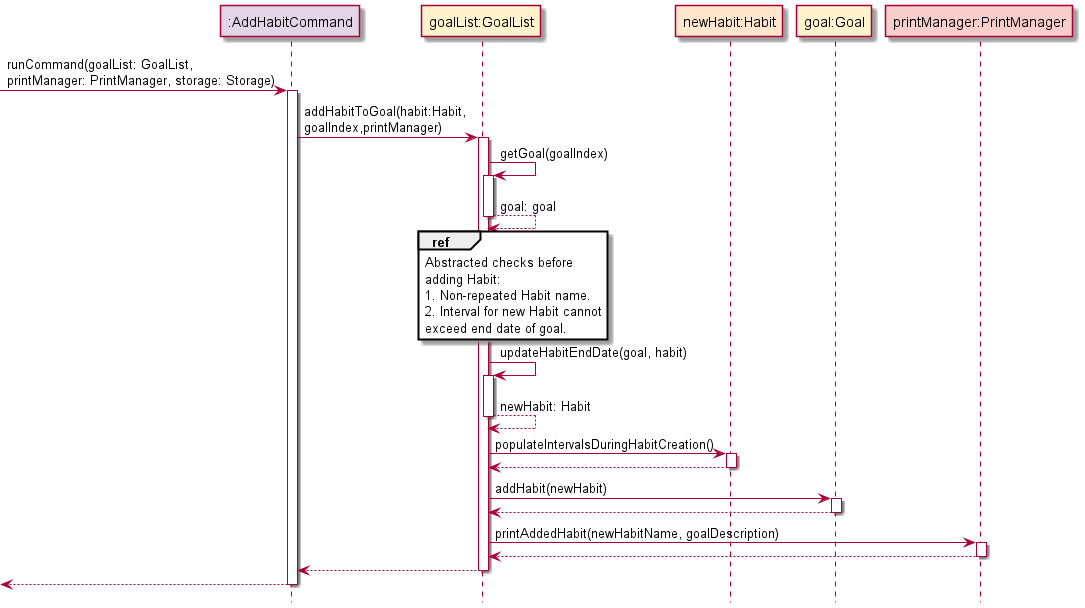 :AddHabitCommand
goalList:GoalList
newHabit:Habit
goal:Goal
printManager:PrintManager
runCommand(goalList: GoalList,
printManager: PrintManager, storage: Storage)
addHabitToGoal(habit:Habit,
goalIndex,printManager)
getGoal(goalIndex)
goal: goal
ref
Abstracted checks before
adding Habit:
1. Non-repeated Habit name.
2. Interval for new Habit cannot
exceed end date of goal.
updateHabitEndDate(goal, habit)
newHabit: Habit
populateIntervalsDuringHabitCreation()
addHabit(newHabit)
printAddedHabit(newHabitName, goalDescription)